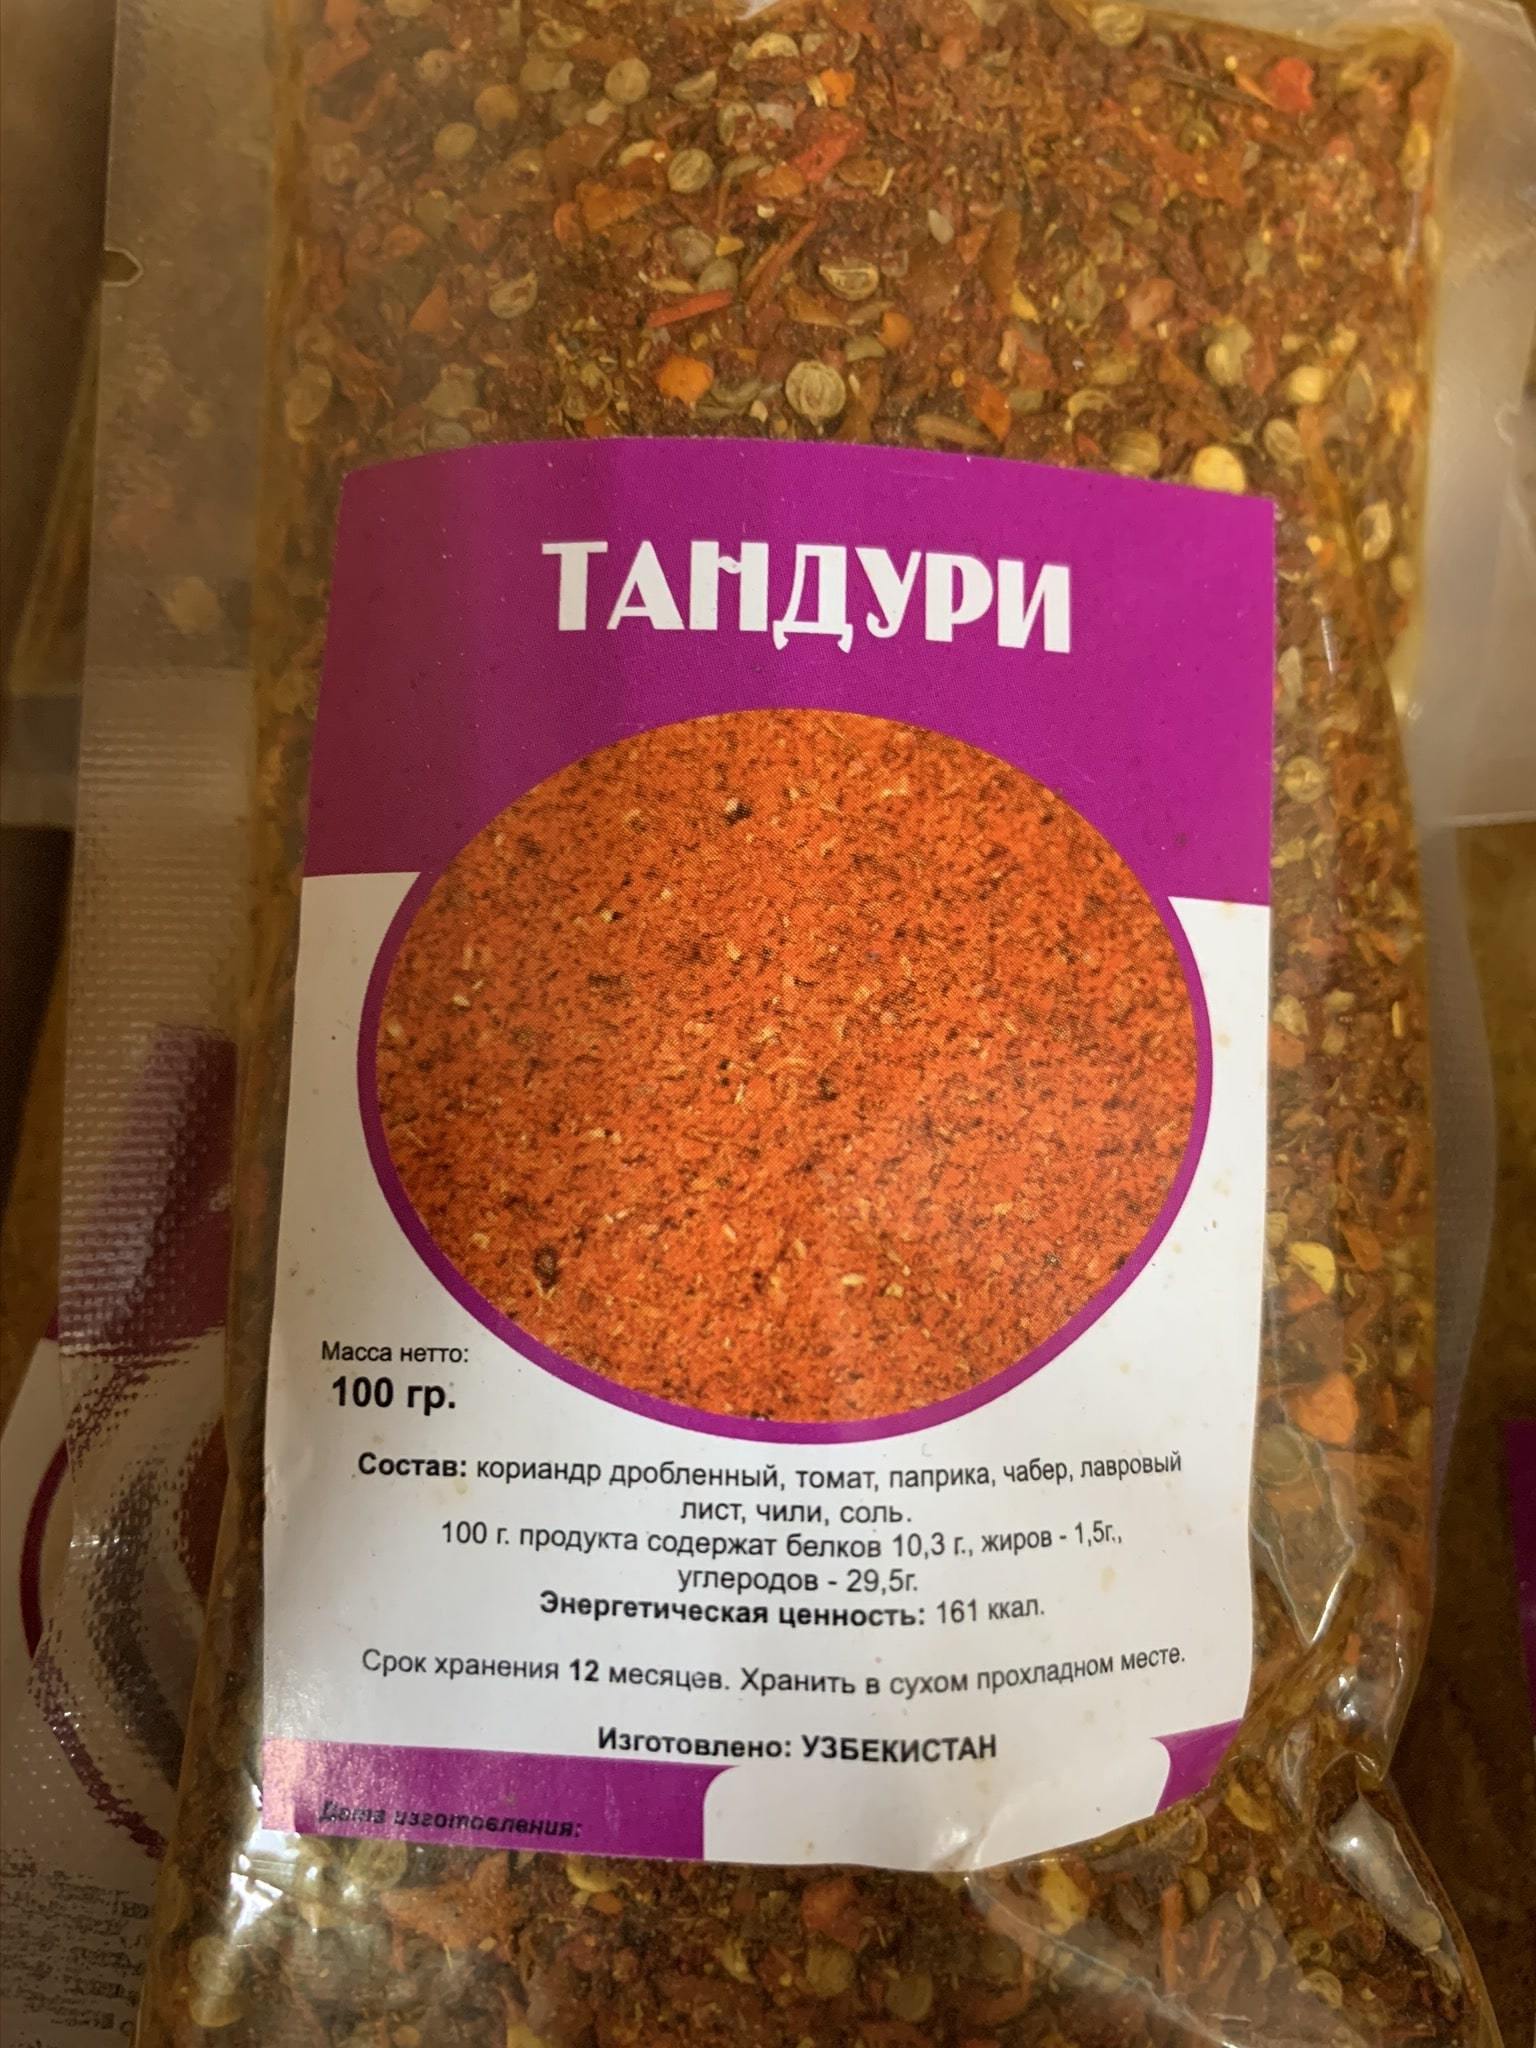 ТАНДУРИ
Масса нетто:
100 гр.
Состав: кориандр дробленный, томат, паприка, чабер, лавровый
лист, чили, соль.
100 г. продукта содержат белков 10,3 г., жиров - 1,5г.,
углеродов - 29,5г.
Энергетическая ценность: 161 ккал.
Срок хранения 12 месяцев. Хранить в сухом прохладном месте.
Изготовлено: УЗБЕКИСТАН
Дата изготовления: